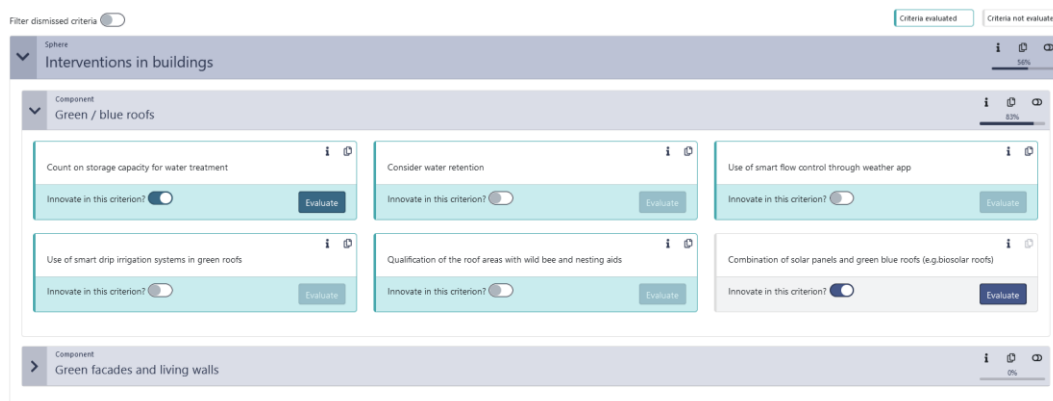 Filter dismissed criteria
Criteria evaluated
Criteria not evaluate
Sphere
Interventions in buildings
56%
Component
Green / blue roofs
83%
Count on storage capacity for water treatment
Innovate in this criterion?
Evaluate
Consider water retention
Innovate in this criterion?
Evaluate
Use of smart flow control through weather app
Innovate in this criterion?
Evaluate
Use of smart drip irrigation systems in green roofs
Innovate in this criterion?
Evaluate
Qualification of the roof areas with wild bee and nesting aids
Innovate in this criterion?
Evaluate
Combination of solar panels and green blue roofs (e.g.biosolar roofs)
Innovate in this criterion?
Evaluate
Component
Green facades and living walls
0%